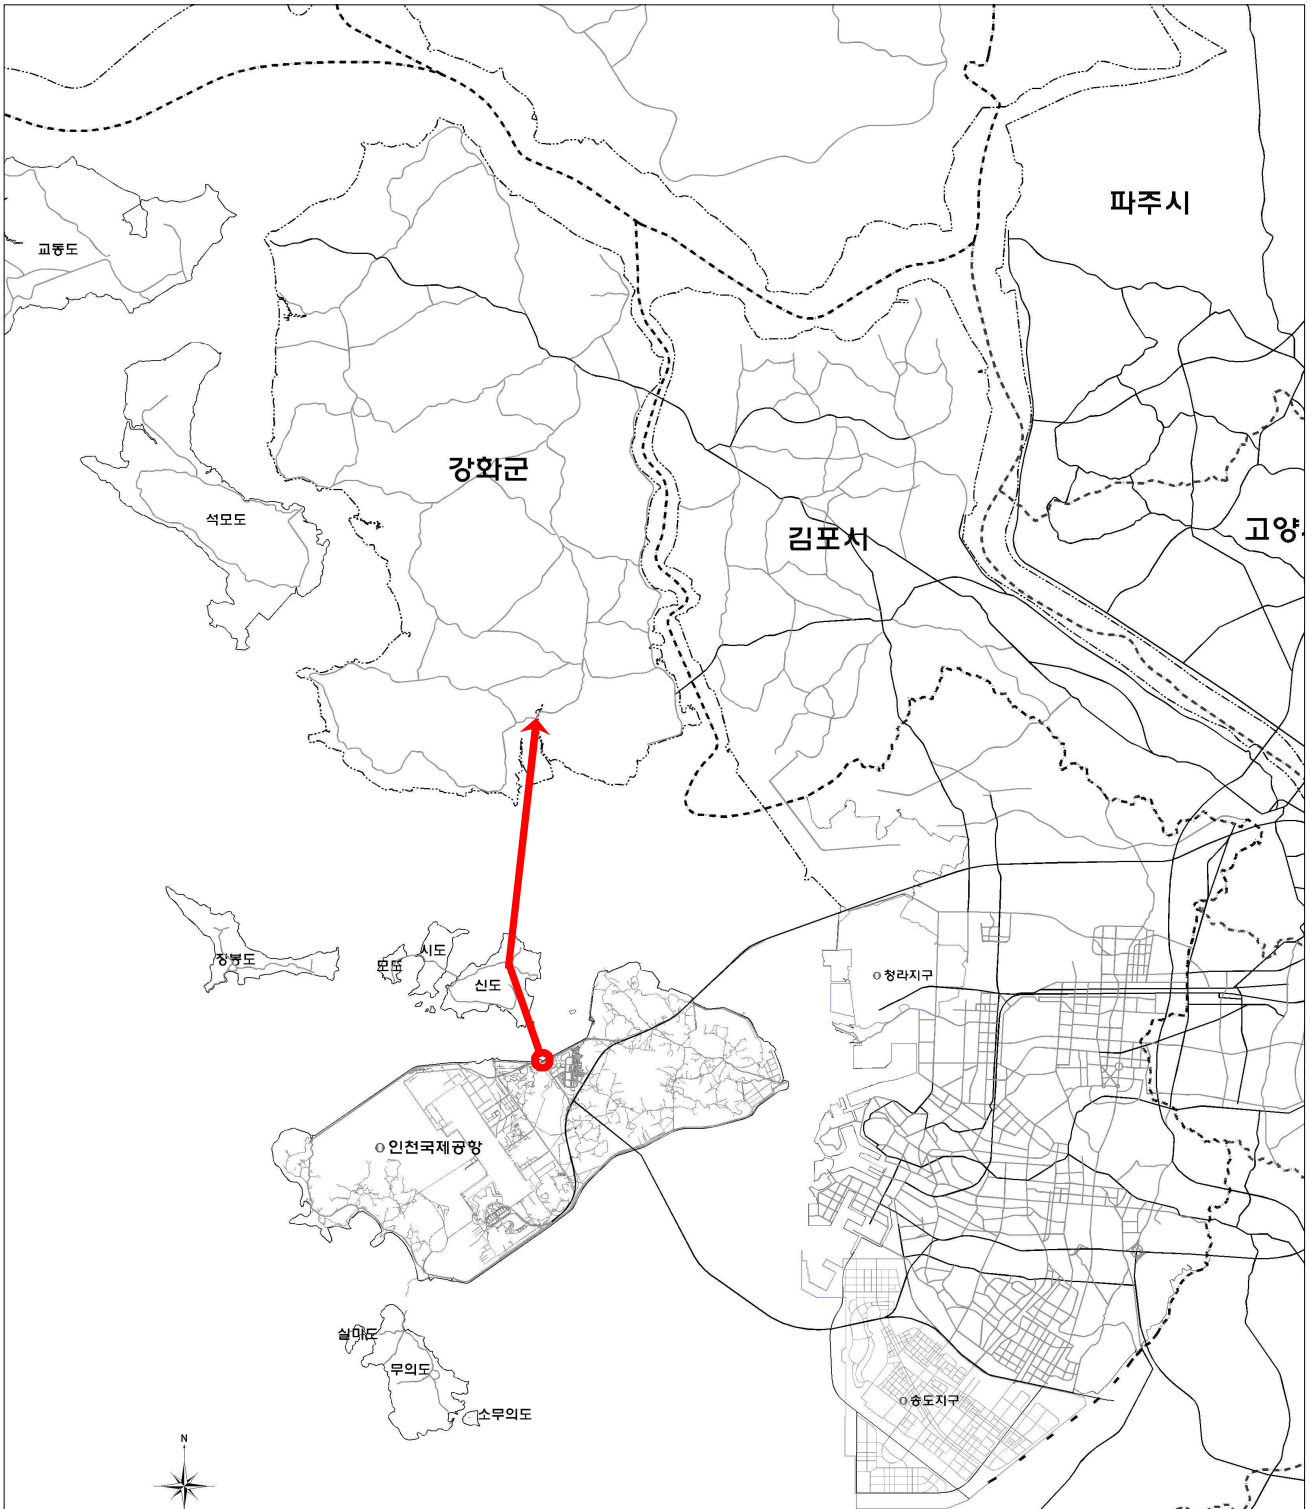 파주시
교동도
강화군
석모도
김포시
고양
장봉도
시도
모도
신도
청라지구
인천국제공항
실미도
무의도
송도지구
소무의도
N